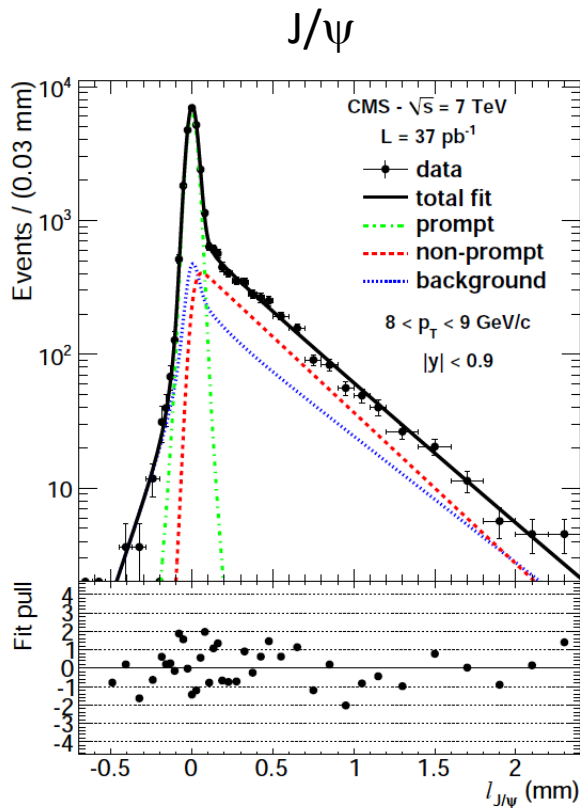 J/ψ
CMS - √s = 7 TeV
L = 37 pb⁻¹
data
total fit
prompt
non-prompt
background
8 < p_T < 9 GeV/c
|y| < 0.9
Events / (0.03 mm)
10⁴
10³
10²
10
Fit pull
4
3
2
1
0
-1
-2
-3
-4
-0.5 0 0.5 1 1.5 2
l_J/ψ (mm)